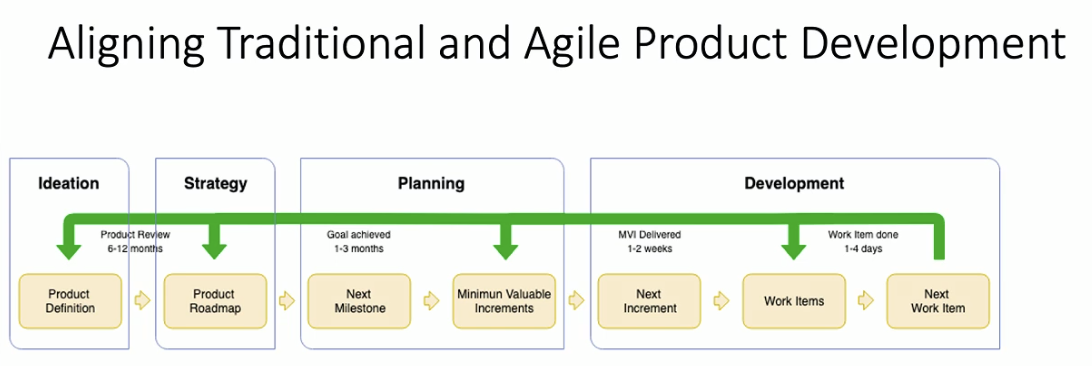 Aligning Traditional and Agile Product Development
Ideation
Strategy
Planning
Development
Product Review
6-12 months
Goal achieved
1-3 months
MVI Delivered
1-2 weeks
Work Item done
1-4 days
Product
Definition
Product
Roadmap
Next
Milestone
Minimun Valuable
Increments
Next
Increment
Work Items
Next
Work Item